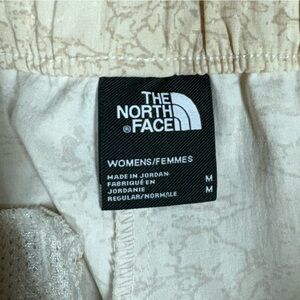 THE
NORTH
®FACE
WOMENS/FEMMES
MADE IN JORDAN M
FABRIQUÉ EN M
JORDANIE
REGULAR/NORMALE